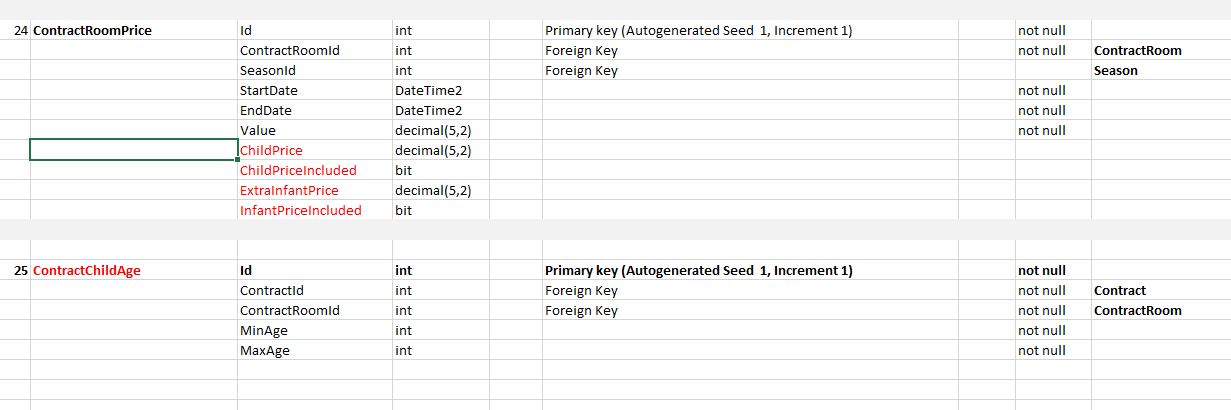 24 ContractRoomPrice Id int Primary key (Autogenerated Seed 1, Increment 1) not null
ContractRoomId int Foreign Key not null ContractRoom
SeasonId int Foreign Key Season
StartDate DateTime2 not null
EndDate DateTime2 not null
Value decimal(5,2) not null
ChildPrice decimal(5,2)
ChildPriceIncluded bit
ExtraInfantPrice decimal(5,2)
InfantPriceIncluded bit
25 ContractChildAge Id int Primary key (Autogenerated Seed 1, Increment 1) not null
ContractId int Foreign Key not null Contract
ContractRoomId int Foreign Key not null ContractRoom
MinAge int not null
MaxAge int not null